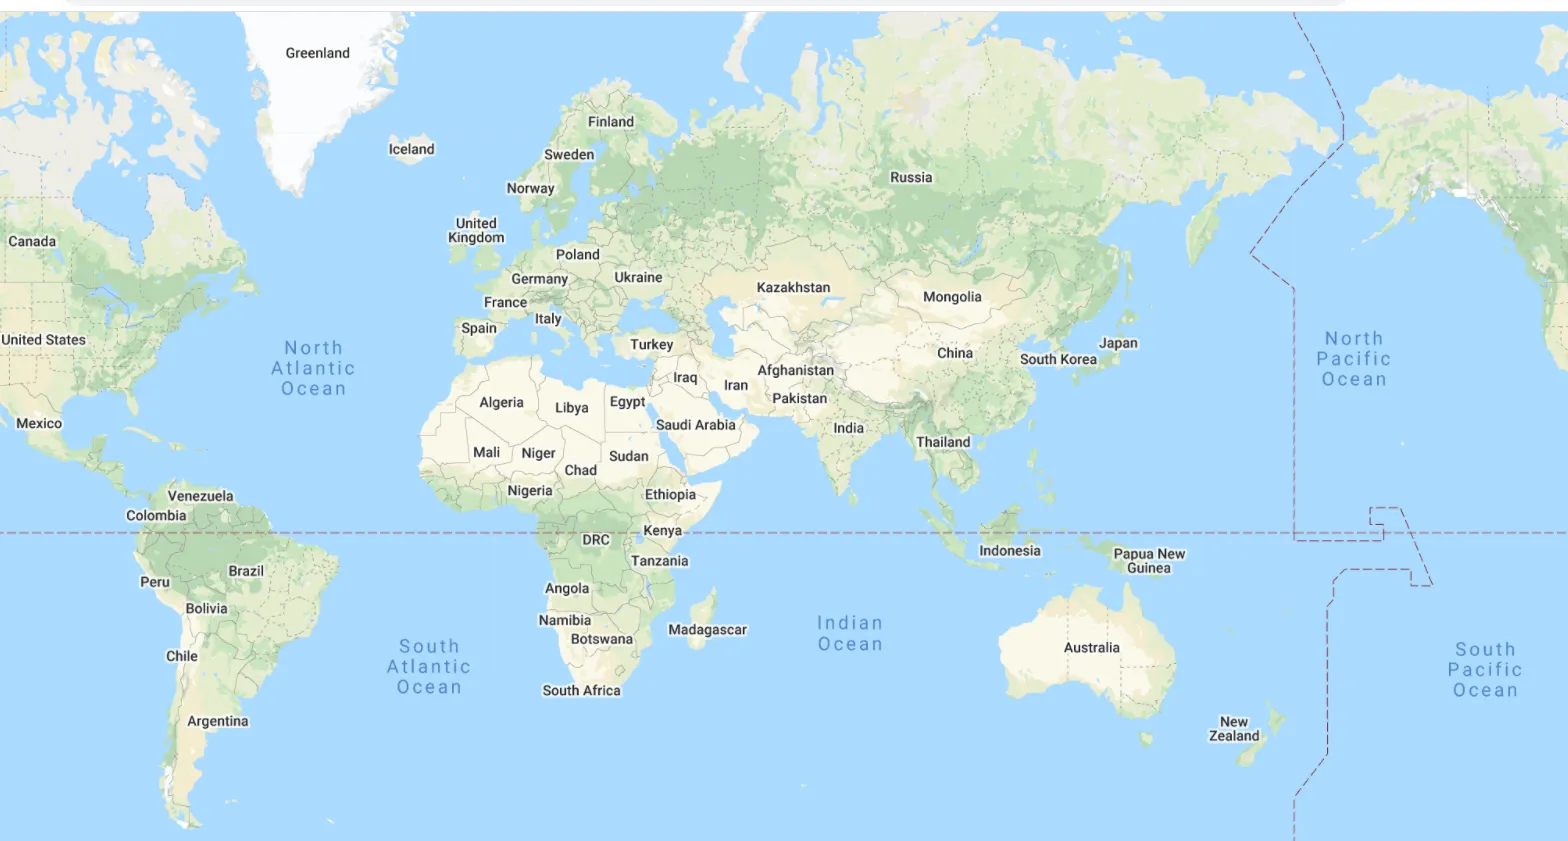 Greenland
Finland
Iceland
Sweden
Russia
Norway
United
Kingdom
Canada
Poland
Germany
Ukraine
Kazakhstan
Mongolia
France
Italy
Spain
United States
Turkey
Japan
North
Pacific
Ocean
North
Atlantic
Ocean
China
South Korea
Afghanistan
Iraq
Iran
Pakistan
Algeria
Libya
Egypt
Saudi Arabia
India
Mexico
Thailand
Mali
Niger
Sudan
Chad
Nigeria
Ethiopia
Venezuela
Colombia
Kenya
DRC
Indonesia
Papua New
Guinea
Tanzania
Brazil
Peru
Angola
Bolivia
Namibia
Madagascar
Indian
Ocean
Botswana
Australia
Chile
South
Atlantic
Ocean
South
Pacific
Ocean
South Africa
Argentina
New
Zealand